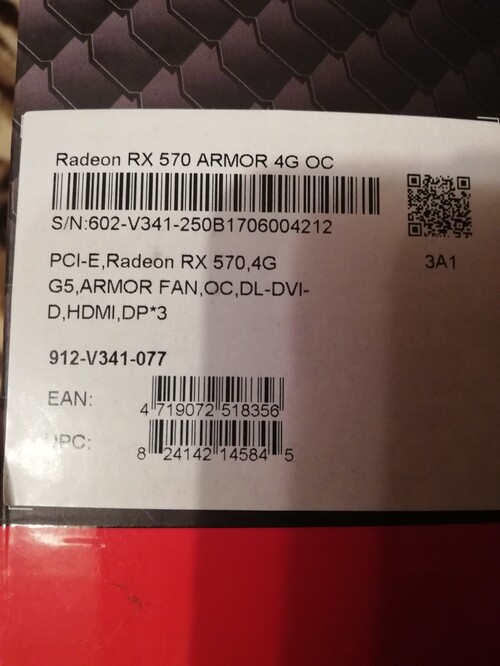 Radeon RX 570 ARMOR 4G OC
S/N:602-V341-250B1706004212
3A1
PCI-E,Radeon RX 570,4G
G5,ARMOR FAN,OC,DL-DVI-
D,HDMI,DP*3
912-V341-077
EAN:
4 719072 518356
UPC:
8 24142 14584 5